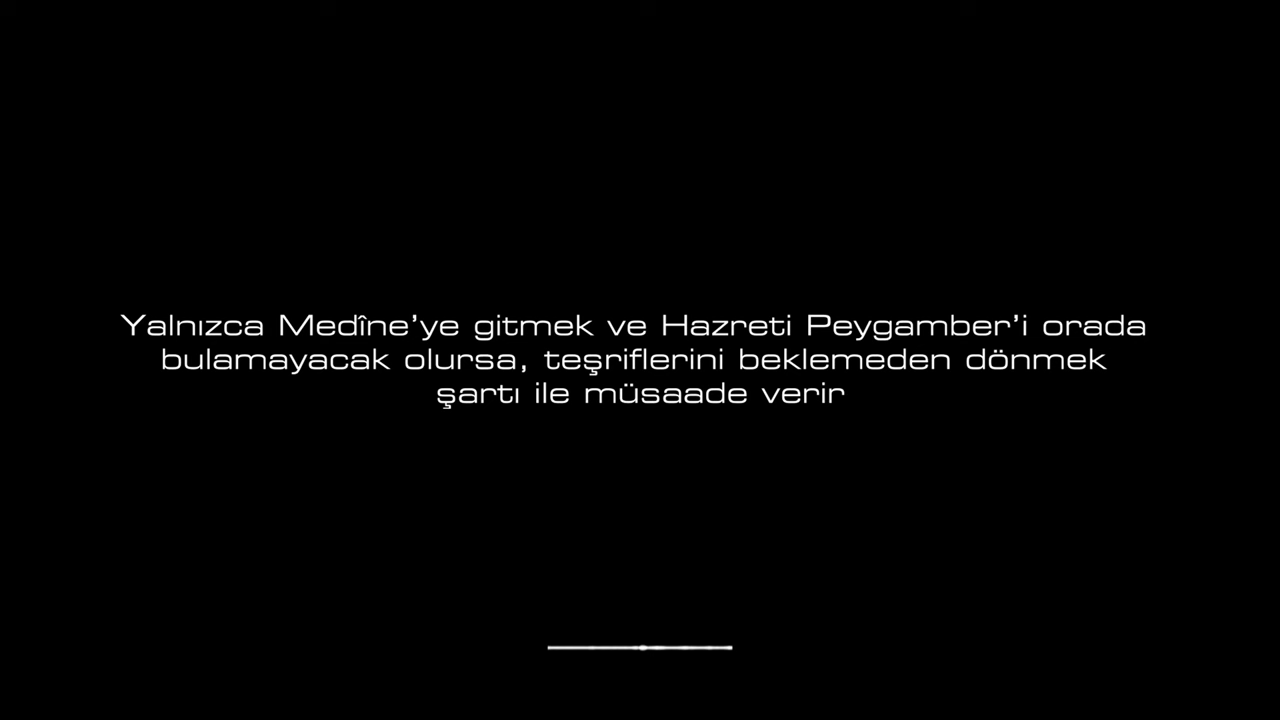 Yalnızca Medîne’ye gitmek ve Hazreti Peygamber’i orada
bulamayacak olursa, teşriflerini beklemeden dönmek
şartı ile müsaade verir